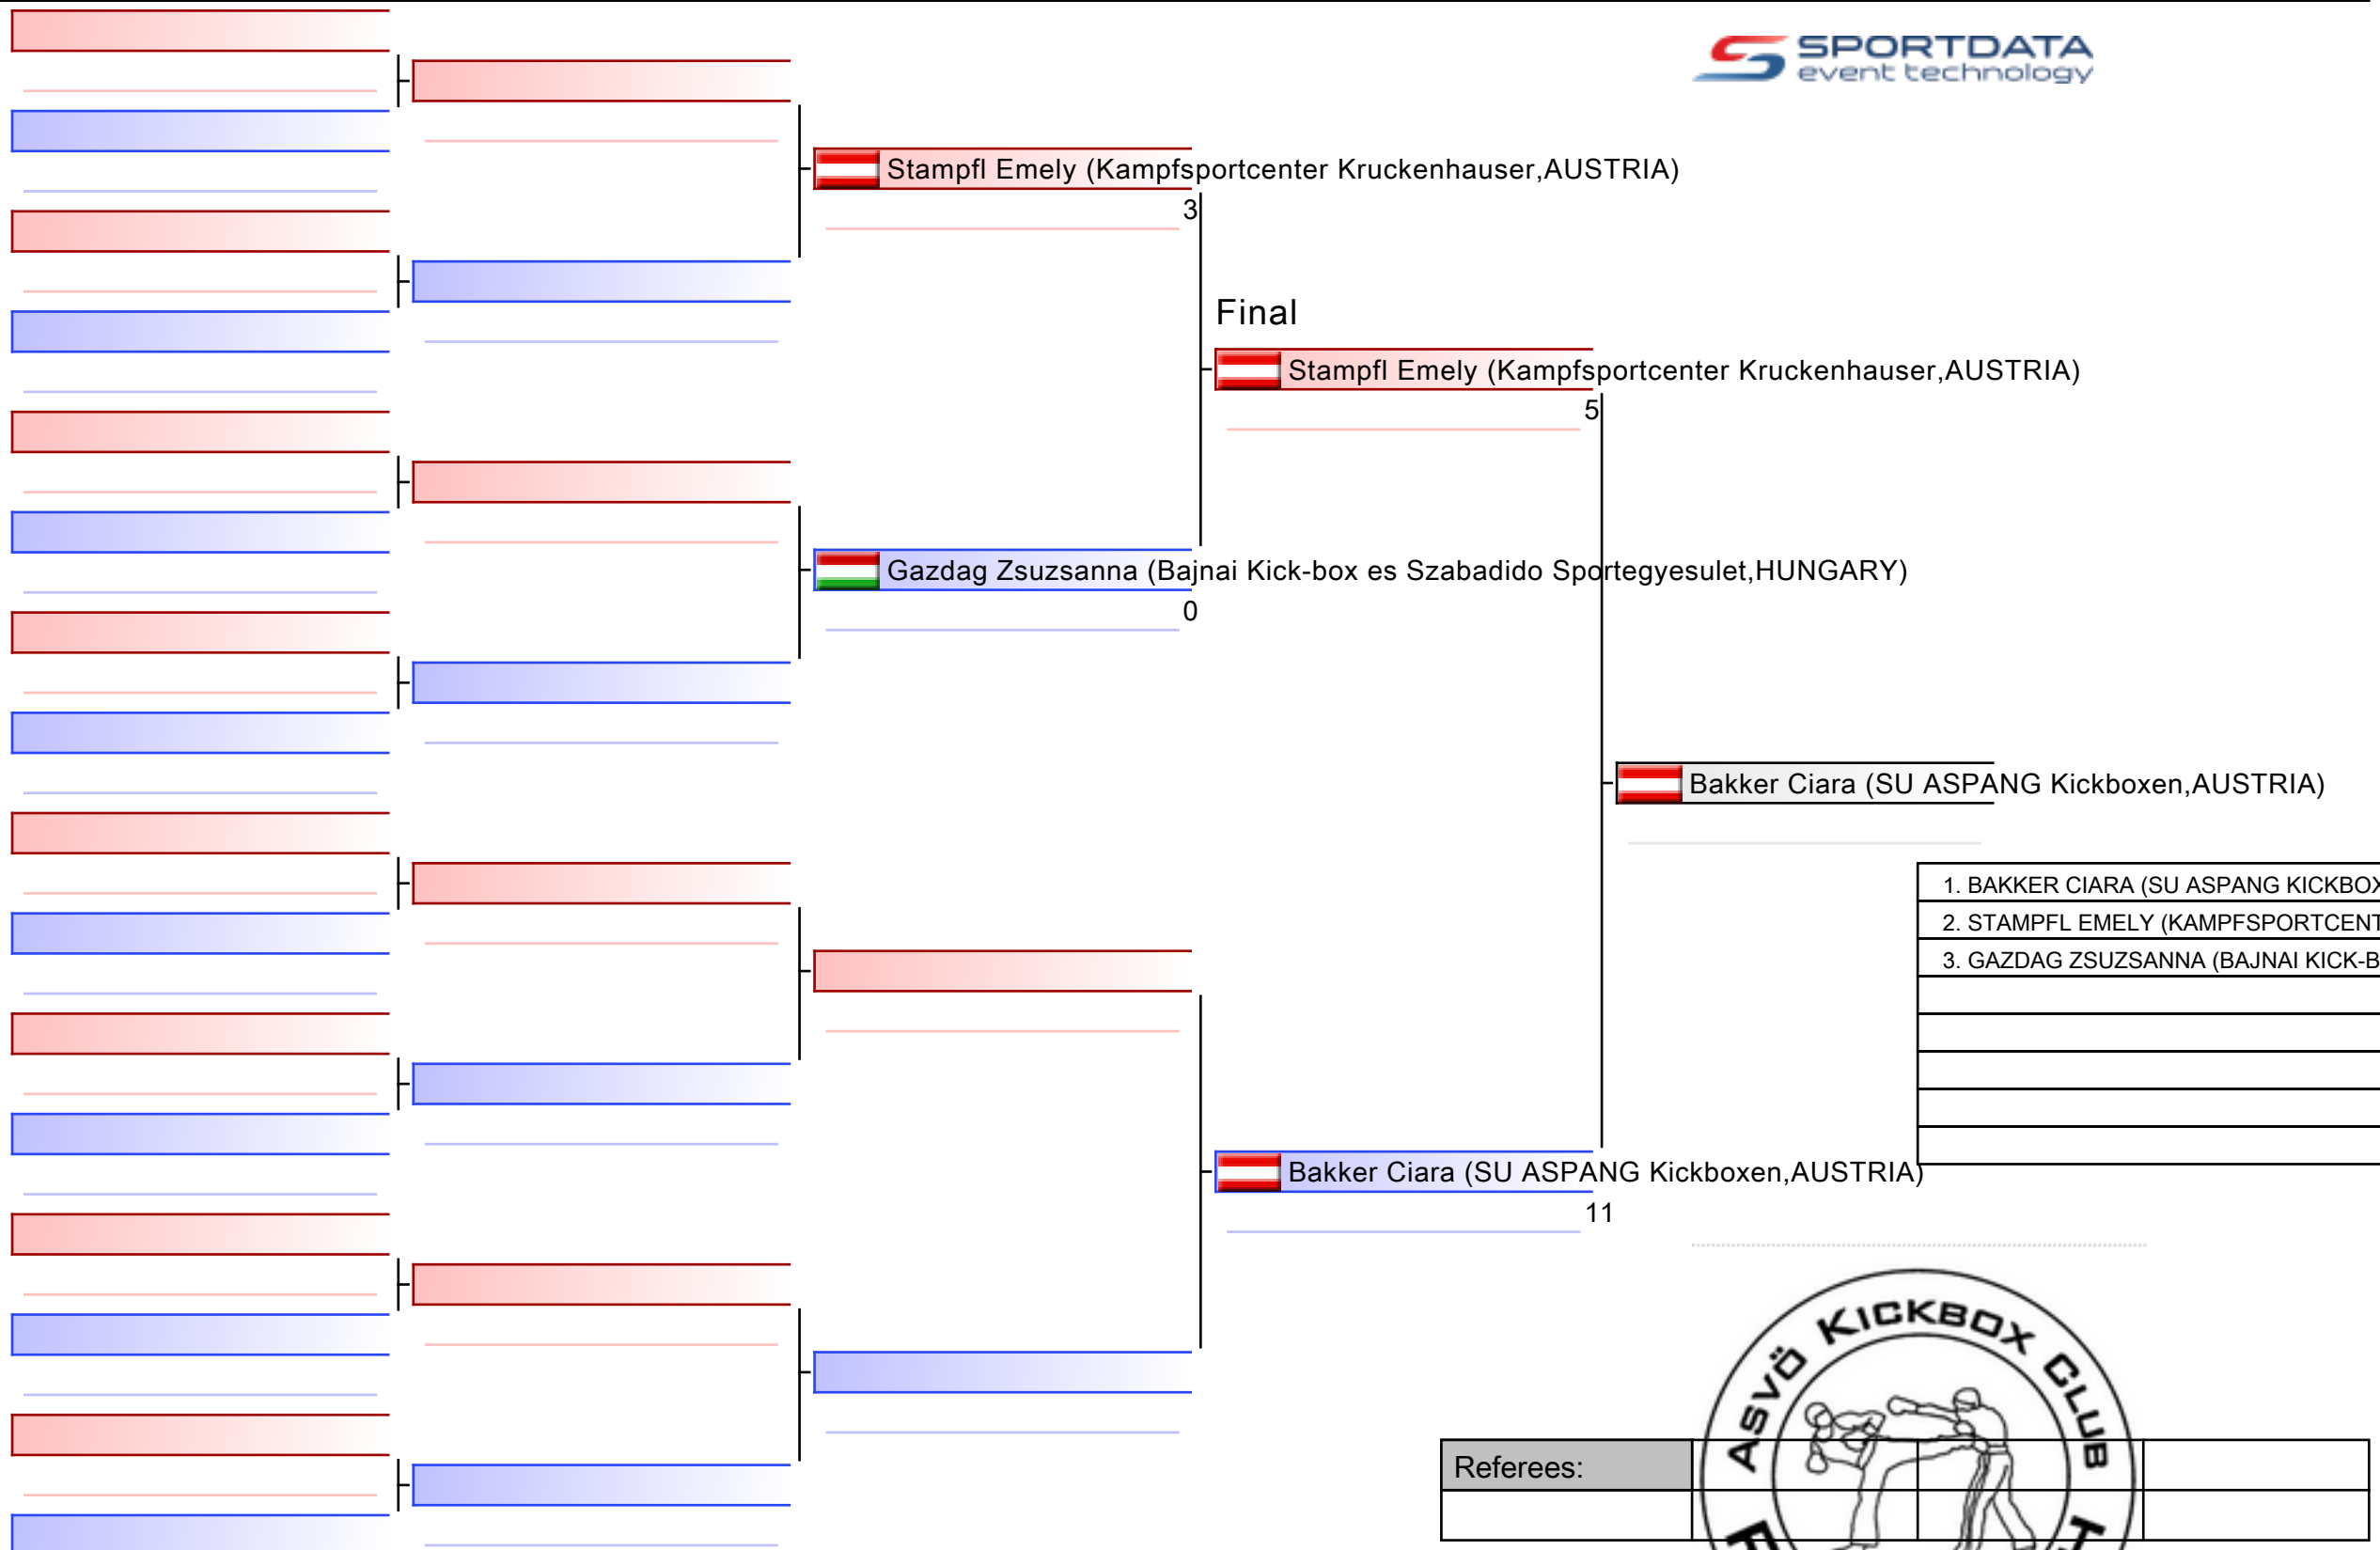 SPORTDATA
event technology
Stampfl Emely (Kampfsportcenter Kruckenhauser,AUSTRIA)
3
Final
Stampfl Emely (Kampfsportcenter Kruckenhauser,AUSTRIA)
5
Gazdag Zsuzsanna (Bajnai Kick-box es Szabadido Sportegyesulet,HUNGARY)
0
Bakker Ciara (SU ASPANG Kickboxen,AUSTRIA)
1. BAKKER CIARA (SU ASPANG KICKBOX
2. STAMPFL EMELY (KAMPFSPORTCENT
3. GAZDAG ZSUZSANNA (BAJNAI KICK-B
Bakker Ciara (SU ASPANG Kickboxen,AUSTRIA)
11
ASVÖ KICKBOX CLUB
Referees: